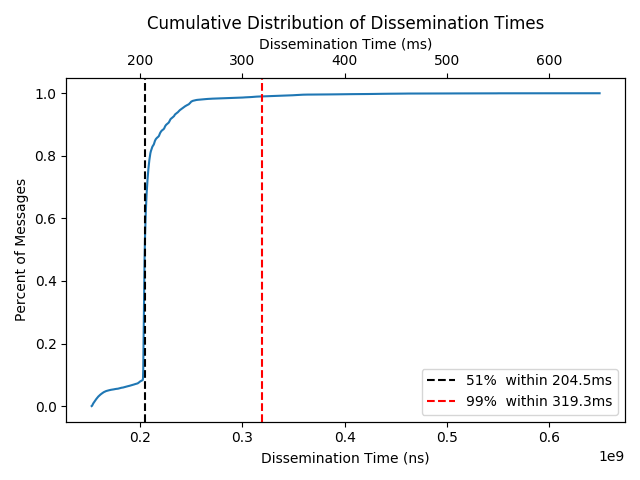 Cumulative Distribution of Dissemination Times
Dissemination Time (ms)
200 300 400 500 600
1.0
0.8
0.6
0.4
0.2
0.0
Percent of Messages
51%  within 204.5ms
99%  within 319.3ms
0.2 0.3 0.4 0.5 0.6
1e9
Dissemination Time (ns)